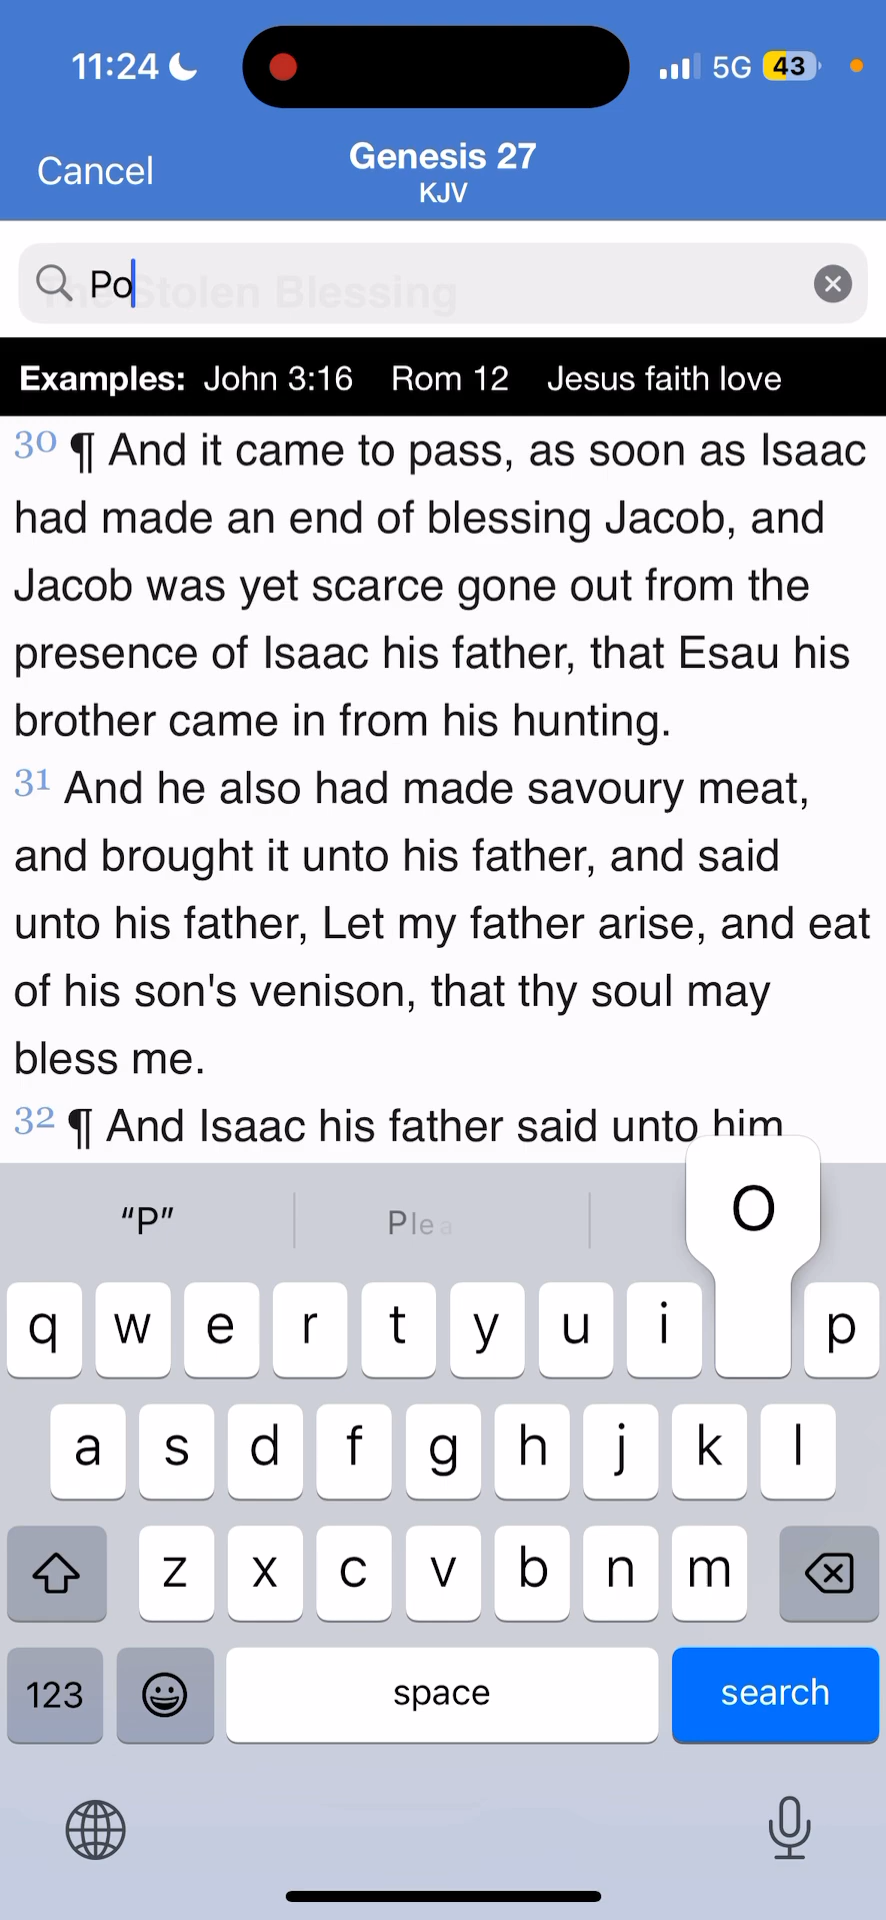 11:24
5G 43
Cancel
Genesis 27
KJV
Po
The Stolen Blessing
Examples: John 3:16 Rom 12 Jesus faith love
30 ¶ And it came to pass, as soon as Isaac
had made an end of blessing Jacob, and
Jacob was yet scarce gone out from the
presence of Isaac his father, that Esau his
brother came in from his hunting.
31 And he also had made savoury meat,
and brought it unto his father, and said
unto his father, Let my father arise, and eat
of his son's venison, that thy soul may
bless me.
32 ¶ And Isaac his father said unto him
“P” Plea
O
q w e r t y u i p
a s d f g h j k l
z x c v b n m
123 space search